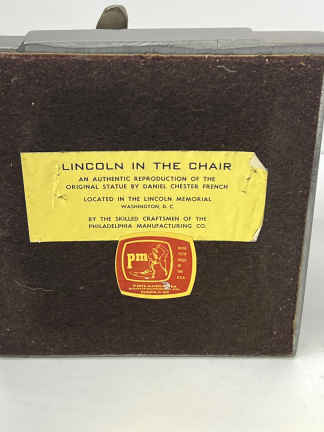 LINCOLN IN THE CHAIR
AN AUTHENTIC REPRODUCTION OF THE
ORIGINAL STATUE BY DANIEL CHESTER FRENCH
LOCATED IN THE LINCOLN MEMORIAL
WASHINGTON, D. C.
BY THE SKILLED CRAFTSMEN OF THE
PHILADELPHIA MANUFACTURING CO.
pm